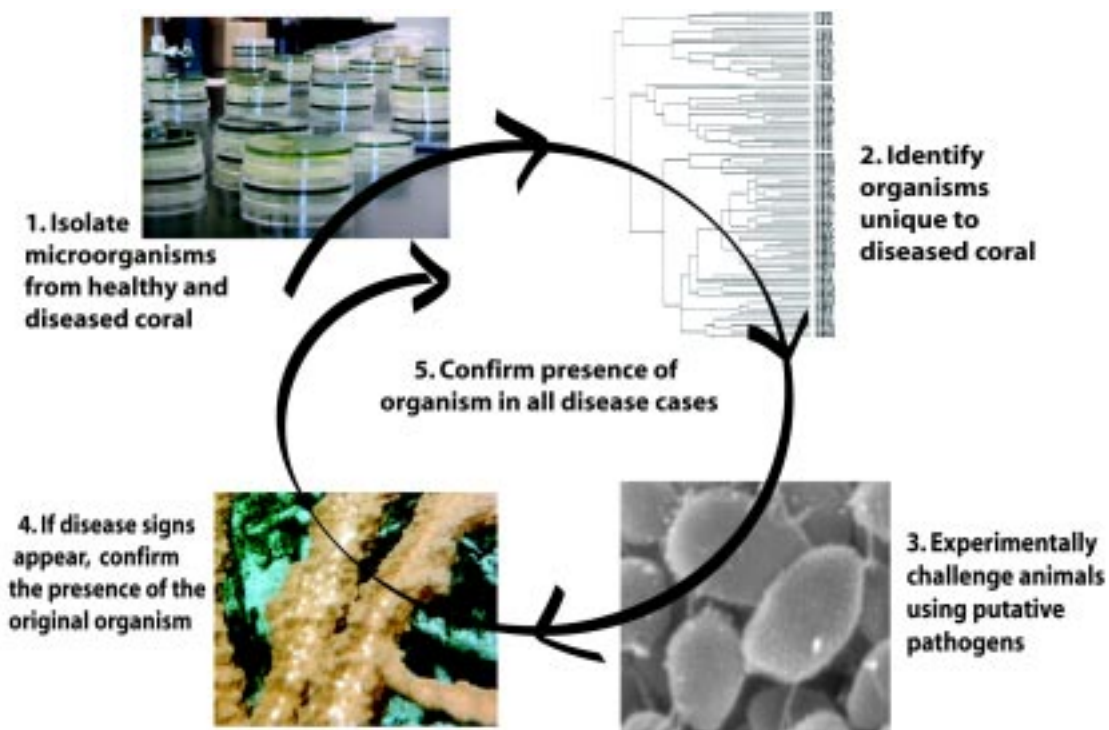 1. Isolate
microorganisms
from healthy and
diseased coral
2. Identify
organisms
unique to
diseased coral
3. Experimentally
challenge animals
using putative
pathogens
4. If disease signs
appear, confirm
the presence of the
original organism
5. Confirm presence of
organism in all disease cases